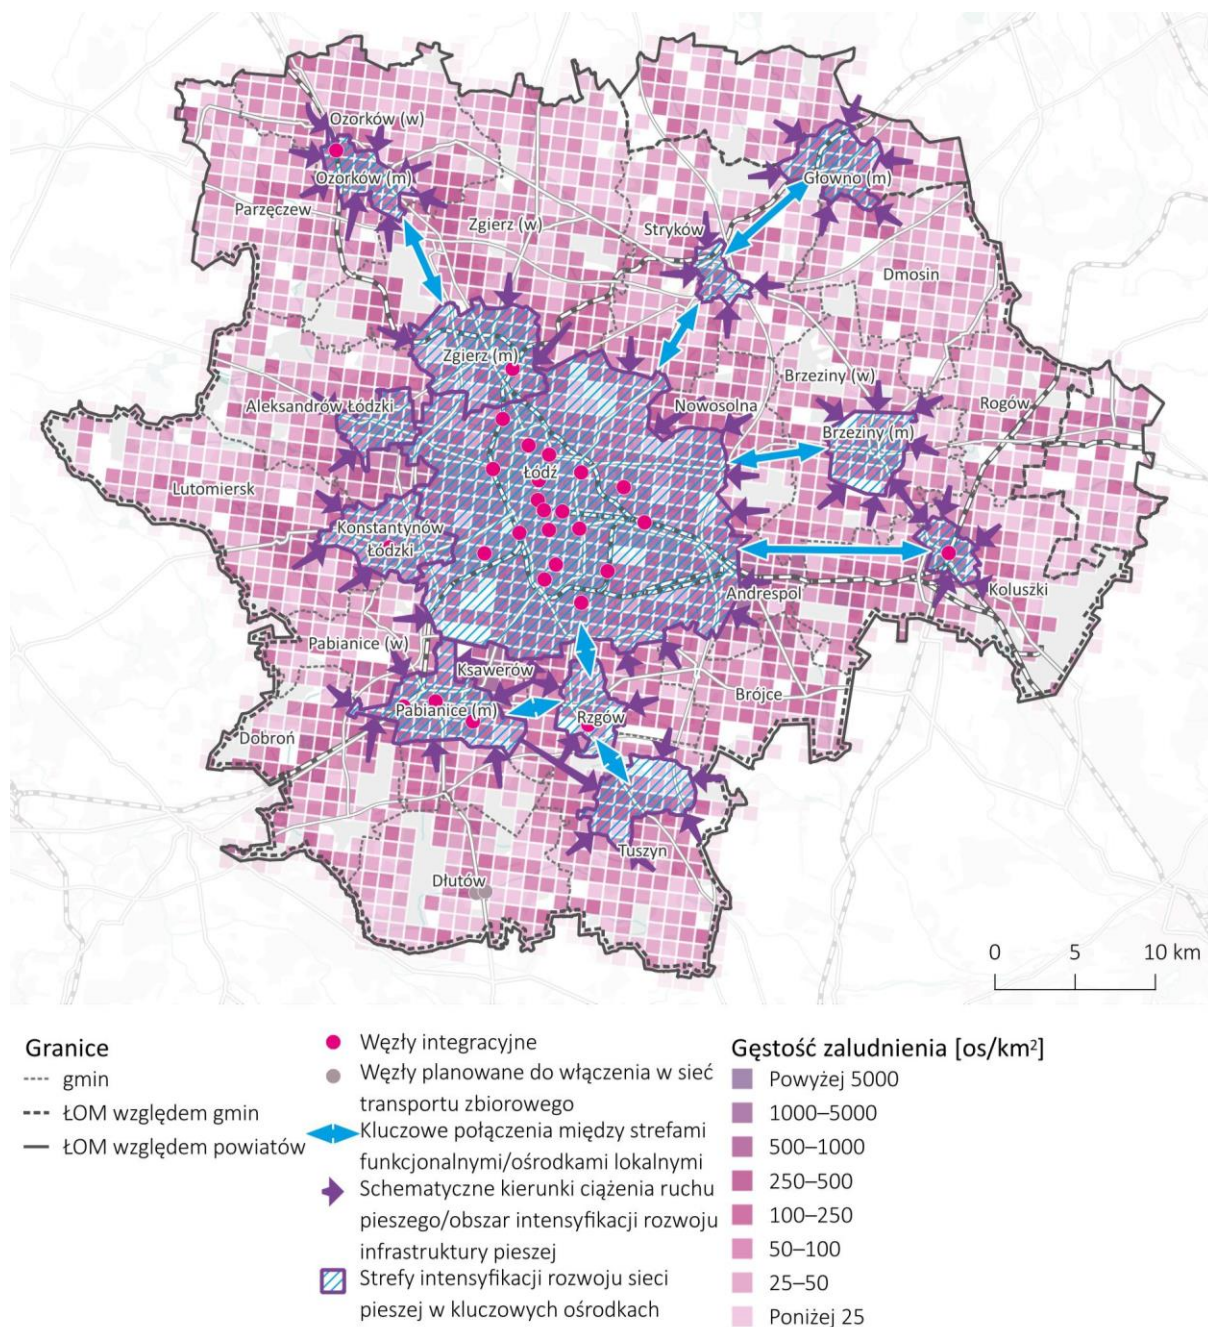 Ozorków (w)
Ozorków (m)
Głowno (m)
Parzęczew
Zgierz (w)
Stryków
Dmosin
Zgierz (m)
Brzeziny (w)
Aleksandrów Łódzki
Nowosolna
Rogów
Brzeziny (m)
Łódź
Lutomiersk
Konstantynów
Łódzki
Andrespol
Koluszki
Pabianice (w)
Ksawerów
Brójce
Pabianice (m)
Rzgów
Dobroń
Tuszyn
Dłutów
0 5 10 km
Granice
gmin
ŁOM względem gmin
ŁOM względem powiatów
Węzły integracyjne
Węzły planowane do włączenia w sieć
transportu zbiorowego
Kluczowe połączenia między strefami
funkcjonalnymi/ośrodkami lokalnymi
Schematyczne kierunki ciążenia ruchu
pieszego/obszar intensyfikacji rozwoju
infrastruktury pieszej
Strefy intensyfikacji rozwoju sieci
pieszej w kluczowych ośrodkach
Gęstość zaludnienia [os/km²]
Powyżej 5000
1000–5000
500–1000
250–500
100–250
50–100
25–50
Poniżej 25